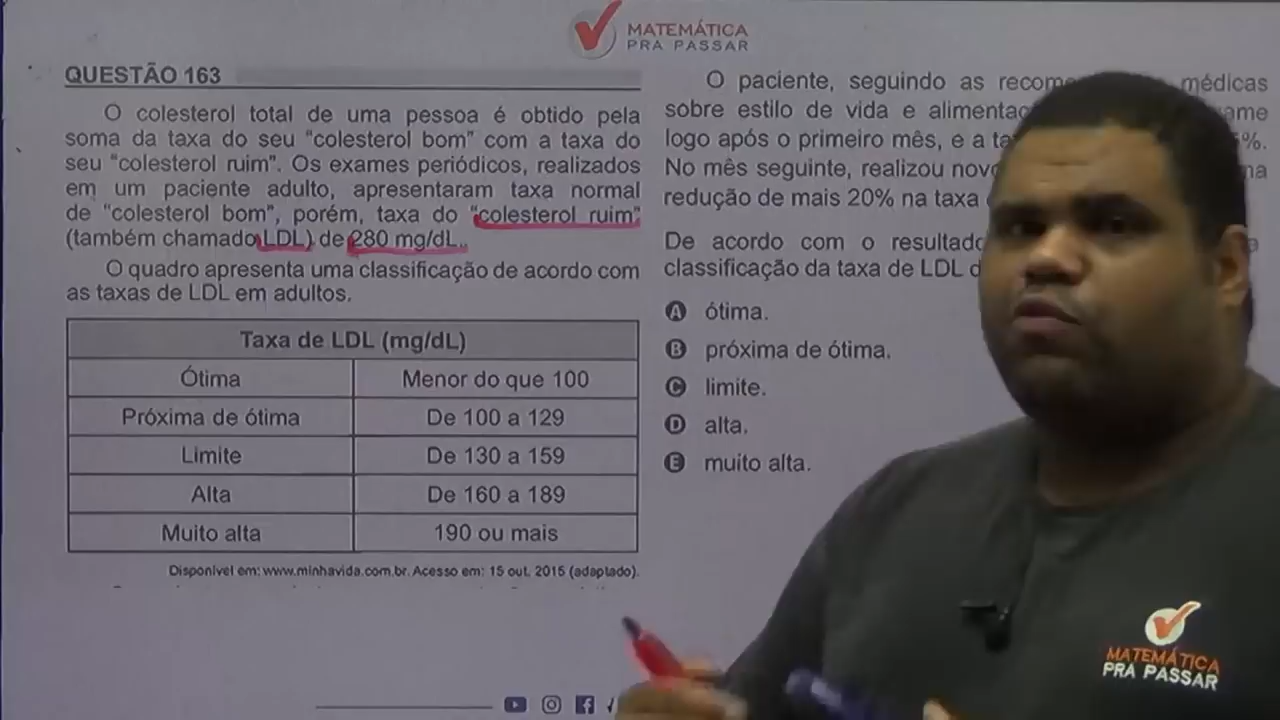 MATEMÁTICA
PRA PASSAR
QUESTÃO 163
O colesterol total de uma pessoa é obtido pela
soma da taxa do seu "colesterol bom" com a taxa do
seu "colesterol ruim". Os exames periódicos, realizados
em um paciente adulto, apresentaram taxa normal
de "colesterol bom", porém, taxa do "colesterol ruim"
(também chamado LDL) de 280 mg/dL.
O quadro apresenta uma classificação de acordo com
as taxas de LDL em adultos.
Taxa de LDL (mg/dL)
Ótima Menor do que 100
Próxima de ótima De 100 a 129
Limite De 130 a 159
Alta De 160 a 189
Muito alta 190 ou mais
Disponível em: www.minhavida.com.br. Acesso em: 15 out. 2015 (adaptado).
O paciente, seguindo as médicas
sobre estilo de vida e
logo após o primeiro mês, e a
No mês seguinte, realizou
redução de mais 20% na taxa
De acordo com o
classificação da taxa de LDL
A ótima.
B próxima de ótima.
C limite.
D alta.
E muito alta.
MATEMÁTICA
PRA PASSAR